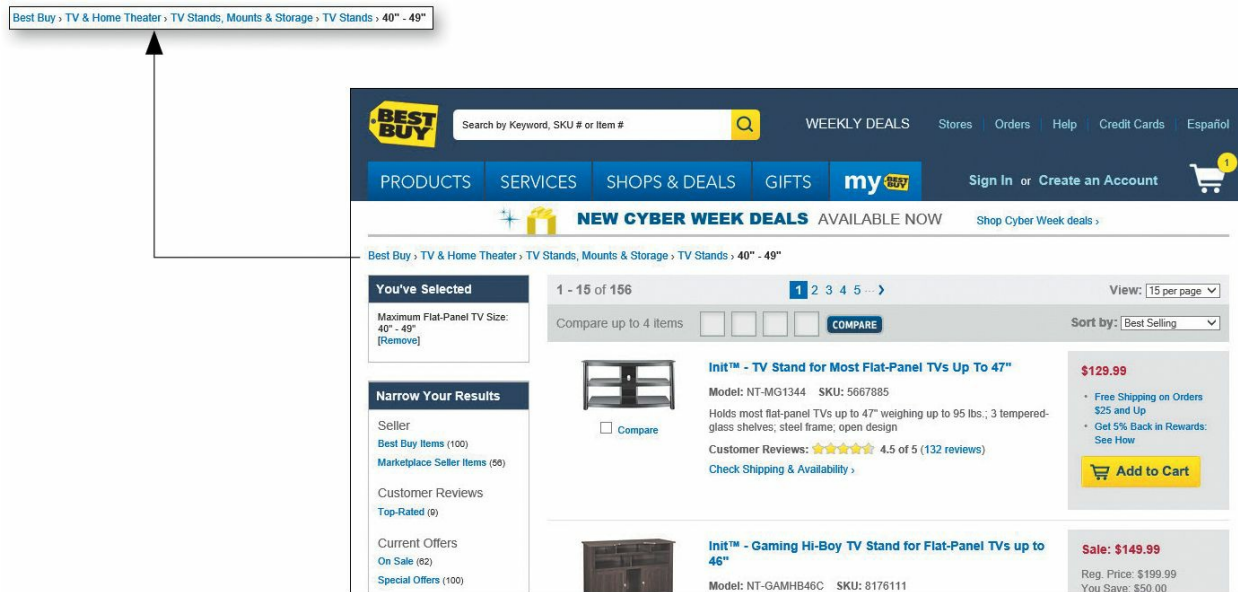 Best Buy › TV & Home Theater › TV Stands, Mounts & Storage › TV Stands › 40" - 49"
BEST BUY
Search by Keyword, SKU # or Item #
WEEKLY DEALS
Stores | Orders | Help | Credit Cards | Español
PRODUCTS SERVICES SHOPS & DEALS GIFTS my BEST BUY
Sign In or Create an Account
1
NEW CYBER WEEK DEALS AVAILABLE NOW Shop Cyber Week deals ›
Best Buy › TV & Home Theater › TV Stands, Mounts & Storage › TV Stands › 40" - 49"
You've Selected
Maximum Flat-Panel TV Size:
40" - 49"
[Remove]
Narrow Your Results
Seller
Best Buy Items (100)
Marketplace Seller Items (56)
Customer Reviews
Top-Rated (9)
Current Offers
On Sale (62)
Special Offers (100)
1 - 15 of 156
1 2 3 4 5 ... ›
View: 15 per page
Compare up to 4 items COMPARE
Sort by: Best Selling
Init™ - TV Stand for Most Flat-Panel TVs Up To 47"
Model: NT-MG1344 SKU: 5667885
Holds most flat-panel TVs up to 47" weighing up to 95 lbs.; 3 tempered-
glass shelves; steel frame; open design
Compare
Customer Reviews: 4.5 of 5 (132 reviews)
Check Shipping & Availability ›
$129.99
• Free Shipping on Orders
$25 and Up
• Get 5% Back in Rewards:
See How
Add to Cart
Init™ - Gaming Hi-Boy TV Stand for Flat-Panel TVs up to
46"
Model: NT-GAMHB46C SKU: 8176111
Sale: $149.99
Reg. Price: $199.99
You Save: $50.00